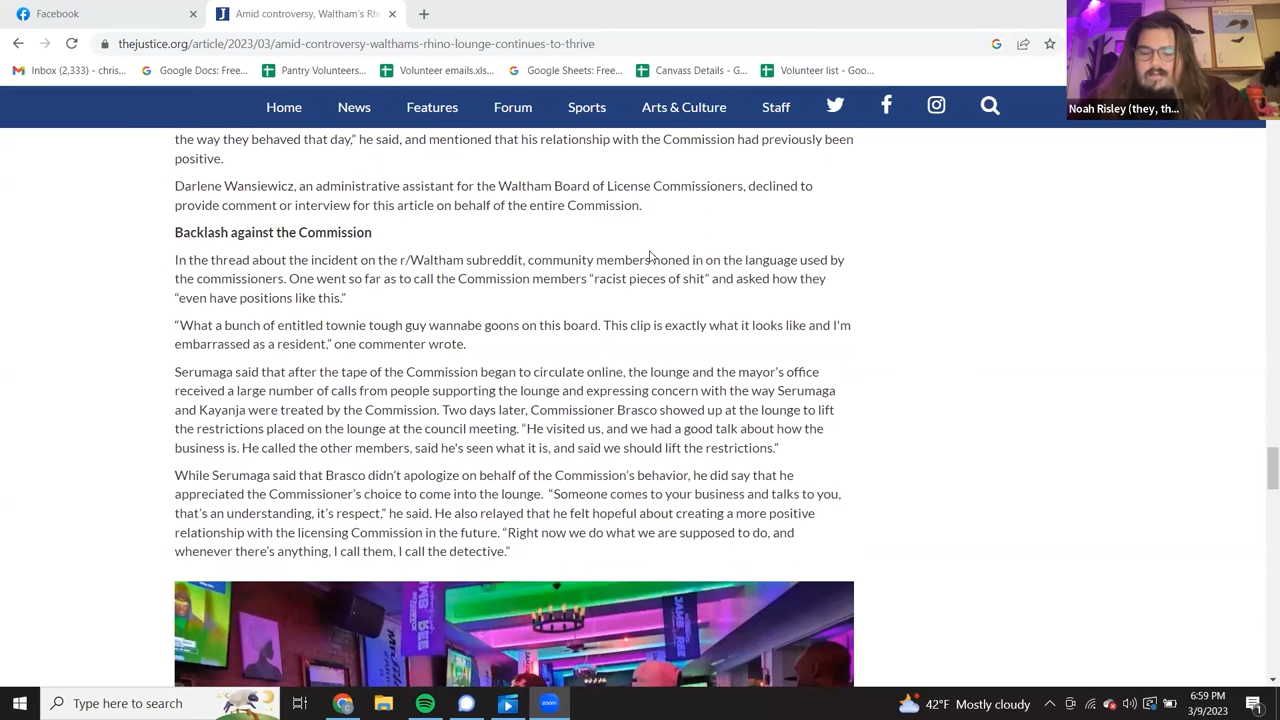 Facebook
Amid controversy, Waltham's Rh
thejustice.org/article/2023/03/amid-controversy-walthams-rhino-lounge-continues-to-thrive
Inbox (2,333) - chris...
Google Docs: Free...
Pantry Volunteers...
Volunteer emails.xls...
Google Sheets: Free...
Canvass Details - G...
Volunteer list - Goo...
Noah Risley (they, th...
Home News Features Forum Sports Arts & Culture Staff
the way they behaved that day,” he said, and mentioned that his relationship with the Commission had previously been
positive.
Darlene Wansiewicz, an administrative assistant for the Waltham Board of License Commissioners, declined to
provide comment or interview for this article on behalf of the entire Commission.
Backlash against the Commission
In the thread about the incident on the r/Waltham subreddit, community members honed in on the language used by
the commissioners. One went so far as to call the Commission members “racist pieces of shit” and asked how they
“even have positions like this.”
“What a bunch of entitled townie tough guy wannabe goons on this board. This clip is exactly what it looks like and I'm
embarrassed as a resident,” one commenter wrote.
Serumaga said that after the tape of the Commission began to circulate online, the lounge and the mayor’s office
received a large number of calls from people supporting the lounge and expressing concern with the way Serumaga
and Kayanja were treated by the Commission. Two days later, Commissioner Brasco showed up at the lounge to lift
the restrictions placed on the lounge at the council meeting. “He visited us, and we had a good talk about how the
business is. He called the other members, said he's seen what it is, and said we should lift the restrictions.”
While Serumaga said that Brasco didn’t apologize on behalf of the Commission’s behavior, he did say that he
appreciated the Commissioner’s choice to come into the lounge. “Someone comes to your business and talks to you,
that’s an understanding, it’s respect,” he said. He also relayed that he felt hopeful about creating a more positive
relationship with the licensing Commission in the future. “Right now we do what we are supposed to do, and
whenever there’s anything, I call them, I call the detective.”
Type here to search
zoom
42°F Mostly cloudy
6:59 PM
3/9/2023
1